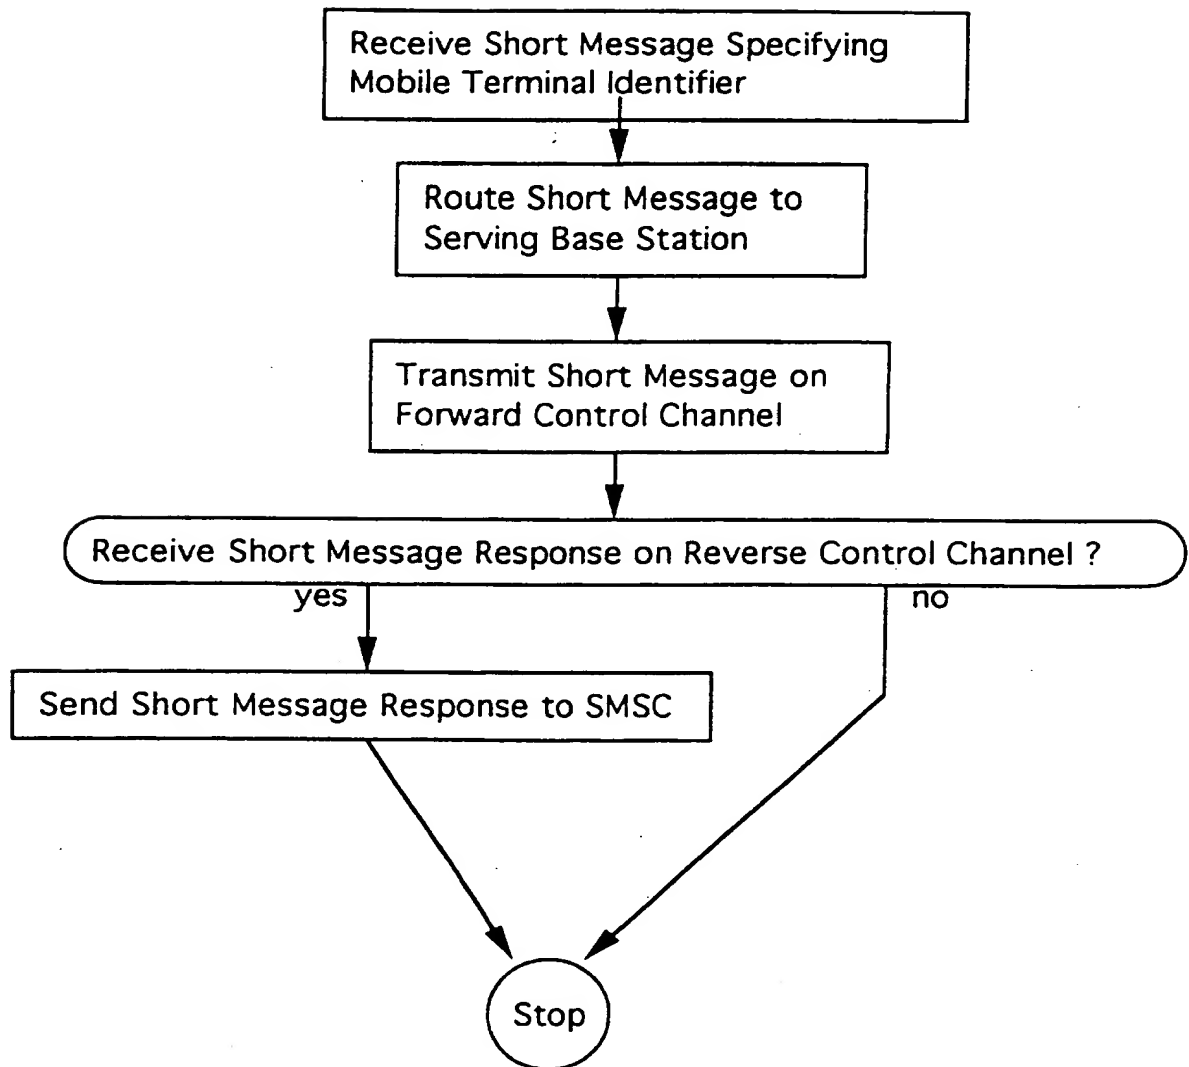 Receive Short Message Specifying
Mobile Terminal Identifier
Route Short Message to
Serving Base Station
Transmit Short Message on
Forward Control Channel
Receive Short Message Response on Reverse Control Channel ?
yes
no
Send Short Message Response to SMSC
Stop